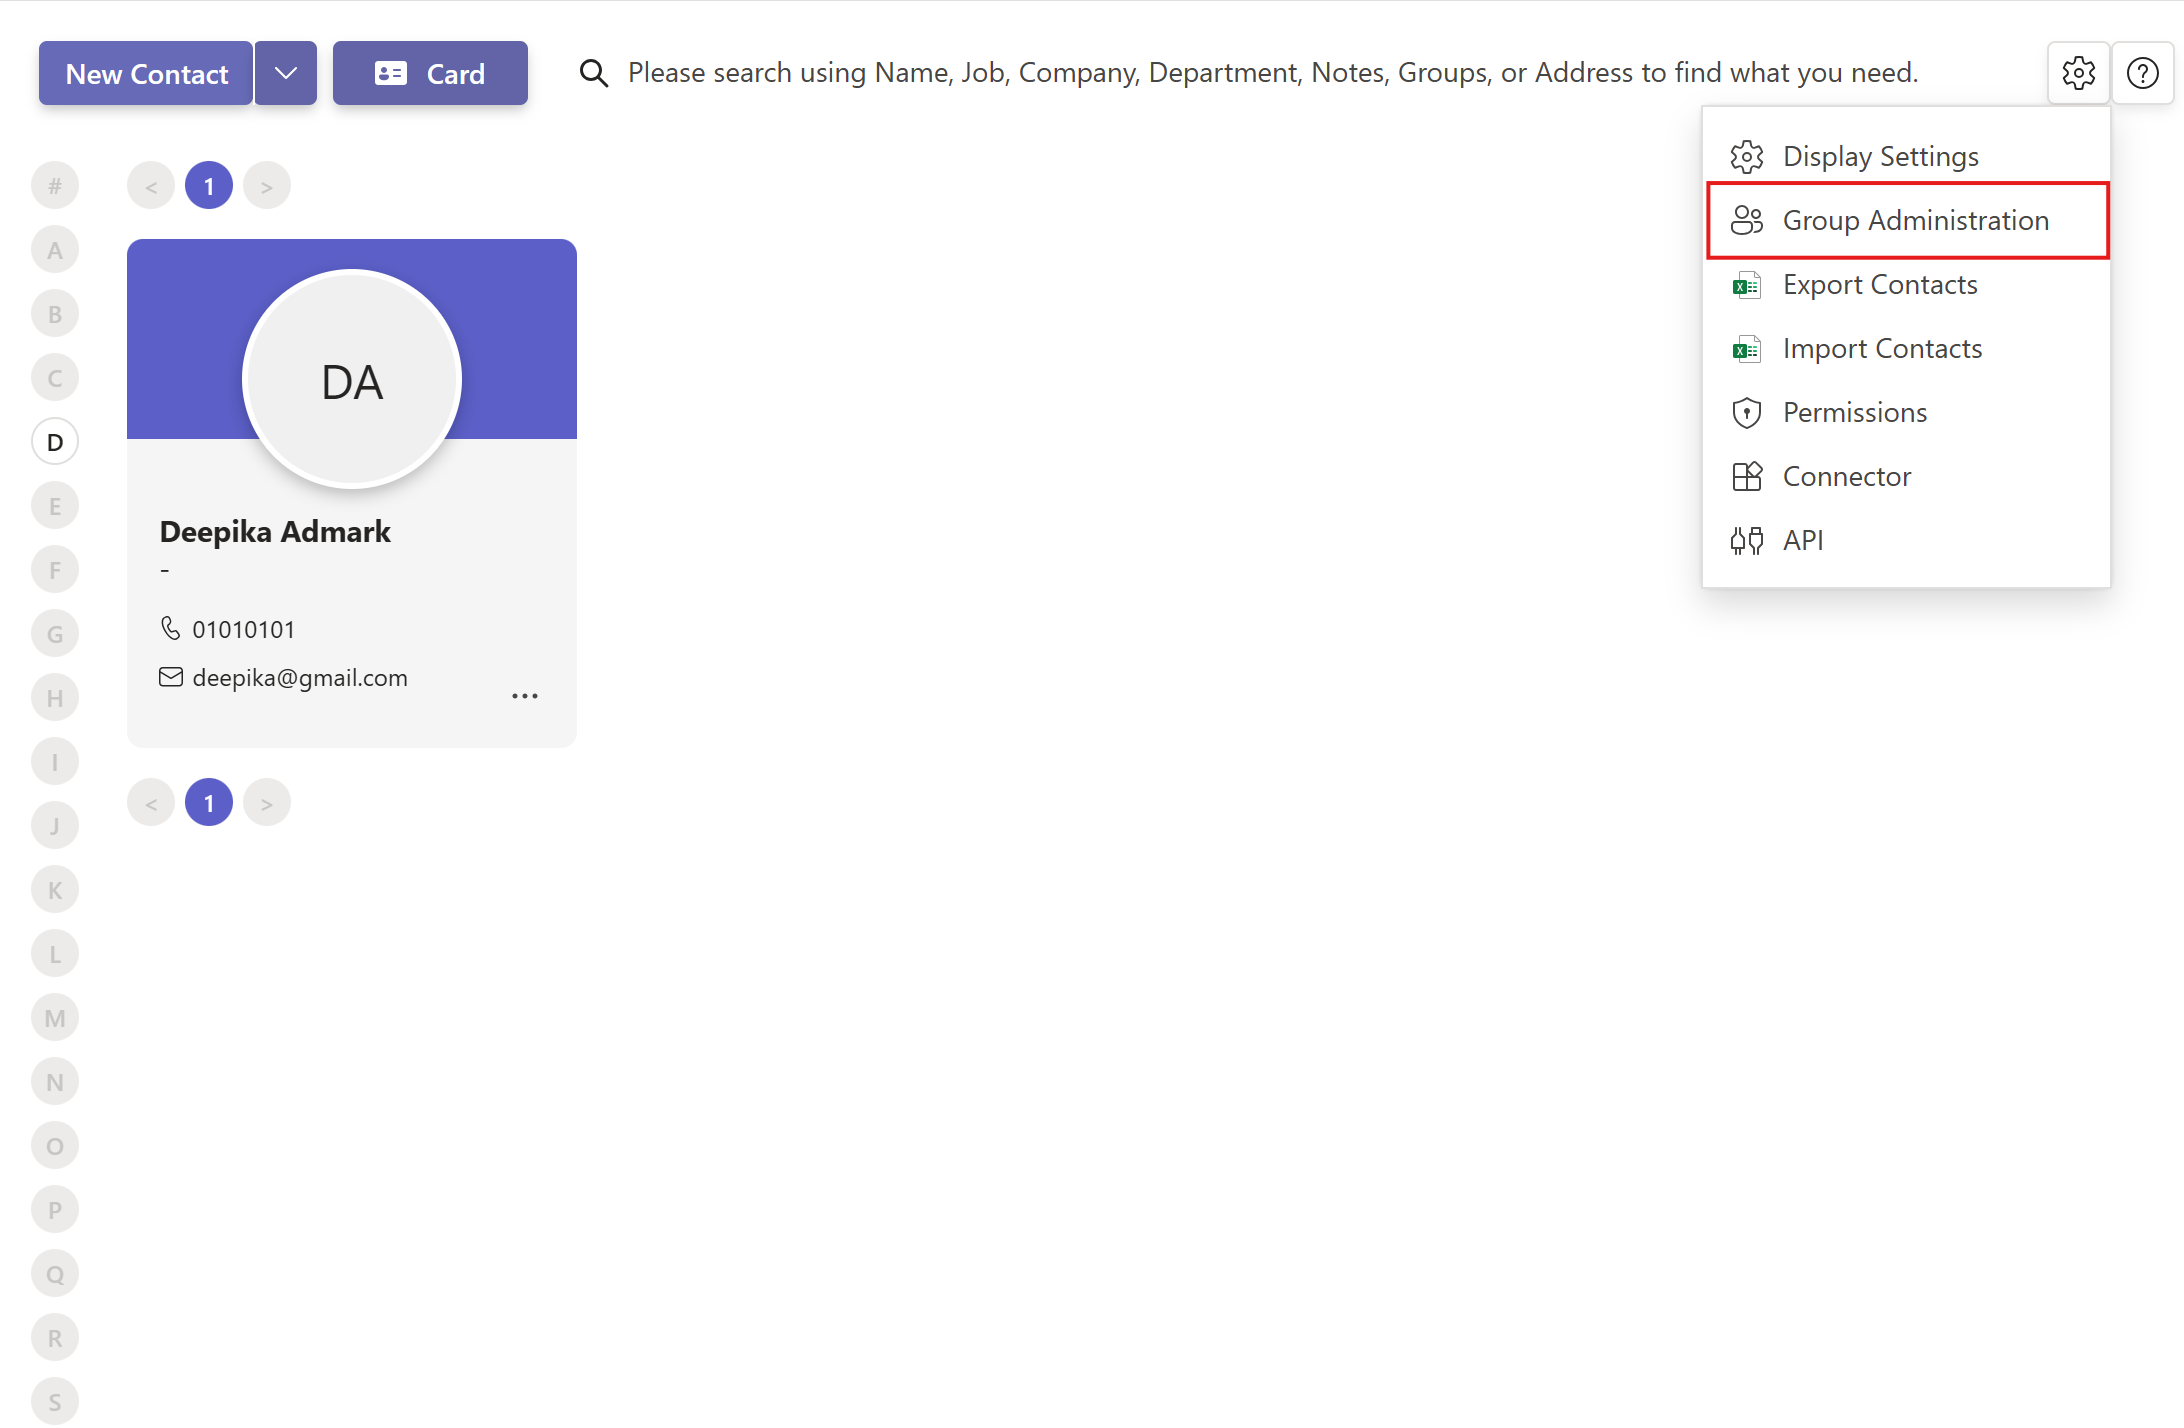 New Contact
Card
Please search using Name, Job, Company, Department, Notes, Groups, or Address to find what you need.
Display Settings
Group Administration
Export Contacts
Import Contacts
Permissions
Connector
API
#
A
B
C
D
E
F
G
H
I
J
K
L
M
N
O
P
Q
R
S
< 1 >
DA
Deepika Admark
-
01010101
deepika@gmail.com
...
< 1 >